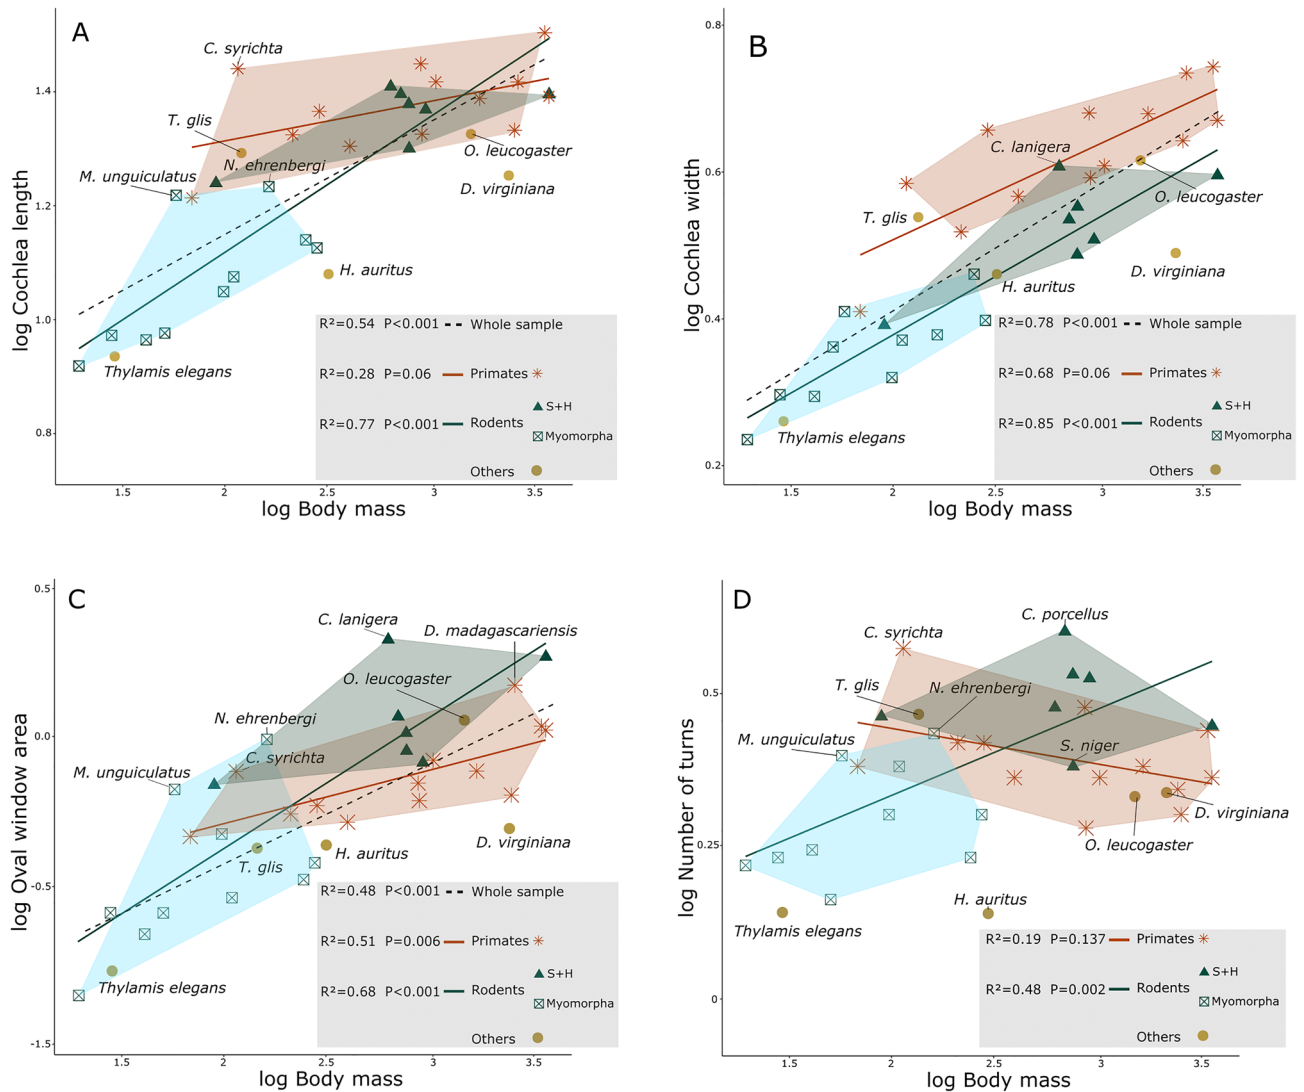 A
C. syrichta
T. glis
N. ehrenbergi
M. unguiculatus
O. leucogaster
D. virginiana
H. auritus
Thylamis elegans
1.4
1.2
1.0
0.8
log Cochlea length
R²=0.54 P<0.001 Whole sample
R²=0.28 P=0.06 Primates
S+H
R²=0.77 P<0.001 Rodents
Myomorpha
Others
1.5 2 2.5 3 3.5
log Body mass
B
0.8
0.6
0.4
0.2
log Cochlea width
C. lanigera
T. glis
O. leucogaster
D. virginiana
H. auritus
Thylamis elegans
R²=0.78 P<0.001 Whole sample
R²=0.68 P=0.06 Primates
S+H
R²=0.85 P<0.001 Rodents
Myomorpha
Others
1.5 2 2.5 3 3.5
log Body mass
C
0.5
0.0
-0.5
-1.5
log Oval window area
C. lanigera
D. madagascariensis
O. leucogaster
N. ehrenbergi
C. syrichta
M. unguiculatus
T. glis
H. auritus
D. virginiana
Thylamis elegans
R²=0.48 P<0.001 Whole sample
R²=0.51 P=0.006 Primates
S+H
R²=0.68 P<0.001 Rodents
Myomorpha
Others
1.5 2 2.5 3 3.5
log Body mass
D
0.5
0.25
0
log Number of turns
C. porcellus
C. syrichta
T. glis
N. ehrenbergi
M. unguiculatus
S. niger
D. virginiana
O. leucogaster
H. auritus
Thylamis elegans
R²=0.19 P=0.137 Primates
S+H
R²=0.48 P=0.002 Rodents
Myomorpha
Others
1.5 2 2.5 3 3.5
log Body mass